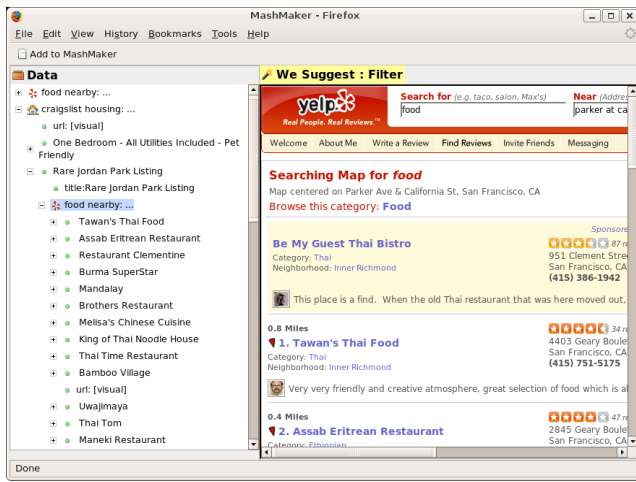 MashMaker - Firefox
File Edit View History Bookmarks Tools Help
Add to MashMaker
Data
food nearby: ...
craigslist housing: ...
url: [visual]
One Bedroom - All Utilities Included - Pet
Friendly
Rare Jordan Park Listing
title:Rare Jordan Park Listing
food nearby: ...
Tawan's Thai Food
Assab Eritrean Restaurant
Restaurant Clementine
Burma SuperStar
Mandalay
Brothers Restaurant
Melisa's Chinese Cuisine
King of Thai Noodle House
Thai Time Restaurant
Bamboo Village
url: [visual]
Uwajimaya
Thai Tom
Maneki Restaurant
We Suggest : Filter
yelp
Real People. Real Reviews.™
Search for (e.g. taco, salon, Max's) Near (Addres
food parker at ca
Welcome About Me Write a Review Find Reviews Invite Friends Messaging
Searching Map for food
Map centered on Parker Ave & California St, San Francisco, CA
Browse this category: Food
Sponsore
Be My Guest Thai Bistro 87 re
Category: Thai 951 Clement Stree
Neighborhood: Inner Richmond San Francisco, CA
(415) 386-1942
This place is a find. When the old Thai restaurant that was here moved out,
0.8 Miles 34 re
1. Tawan's Thai Food 4403 Geary Boule
Category: Thai San Francisco, CA
Neighborhood: Inner Richmond (415) 751-5175
Very very friendly and creative atmosphere, great selection of food which is al
0.4 Miles 47 re
2. Assab Eritrean Restaurant 2845 Geary Boule
Category: Ethiopian San Francisco, CA
Done